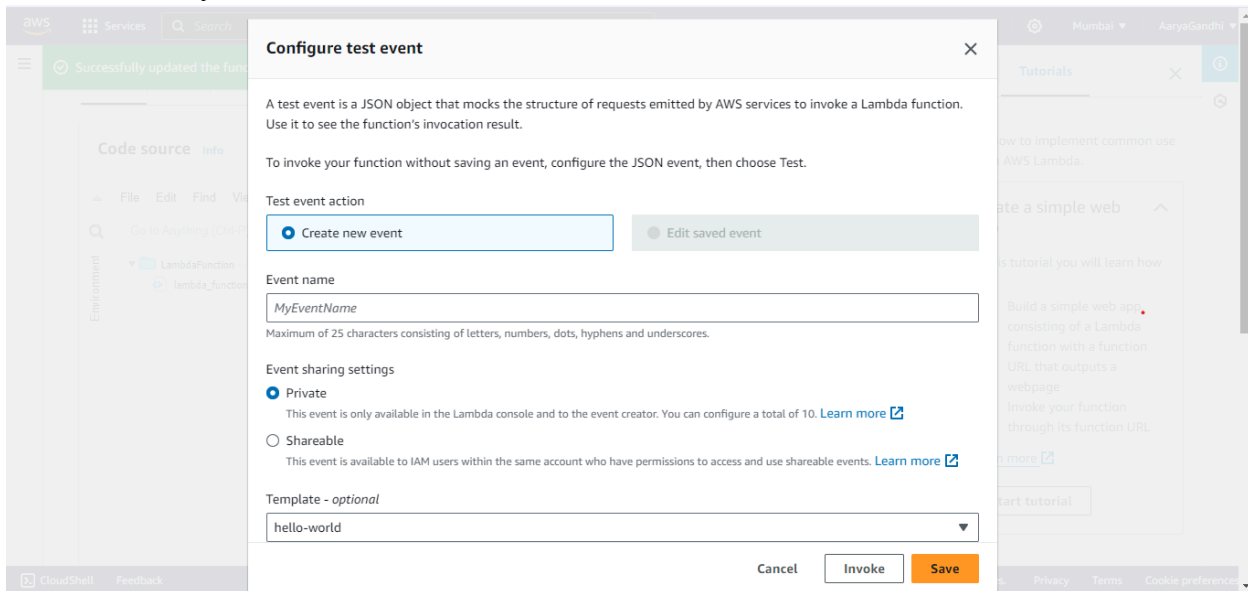 aws
Services
Search
Mumbai
AaryaGandhi
Configure test event
Successfully updated the func
Tutorials
A test event is a JSON object that mocks the structure of requests emitted by AWS services to invoke a Lambda function.
Use it to see the function's invocation result.
Code source Info
ow to implement common use
AWS Lambda.
To invoke your function without saving an event, configure the JSON event, then choose Test.
File Edit Find Vie
Test event action
ate a simple web
Go to Anything (Ctrl-P)
Create new event
Edit saved event
Environment
LambdaFunction
lambda_function
s tutorial you will learn how
Event name
MyEventName
Maximum of 25 characters consisting of letters, numbers, dots, hyphens and underscores.
Build a simple web app,
consisting of a Lambda
function with a function
URL that outputs a
webpage
Invoke your function
through its function URL
Event sharing settings
Private
This event is only available in the Lambda console and to the event creator. You can configure a total of 10. Learn more
Shareable
This event is available to IAM users within the same account who have permissions to access and use shareable events. Learn more
n more
Template - optional
tart tutorial
hello-world
Cancel
Invoke
Save
CloudShell
Feedback
s.
Privacy
Terms
Cookie preferences